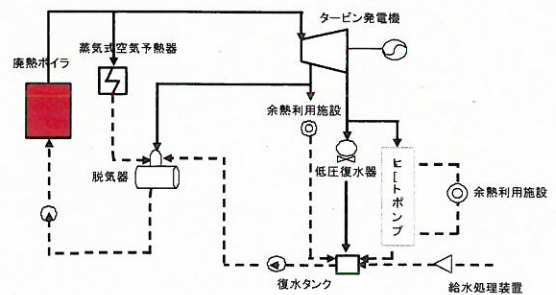 タービン発電機
蒸気式空気予熱器
廃熱ボイラ
余熱利用施設
低圧復水器
脱気器
ヒートポンプ
余熱利用施設
復水タンク
給水処理装置